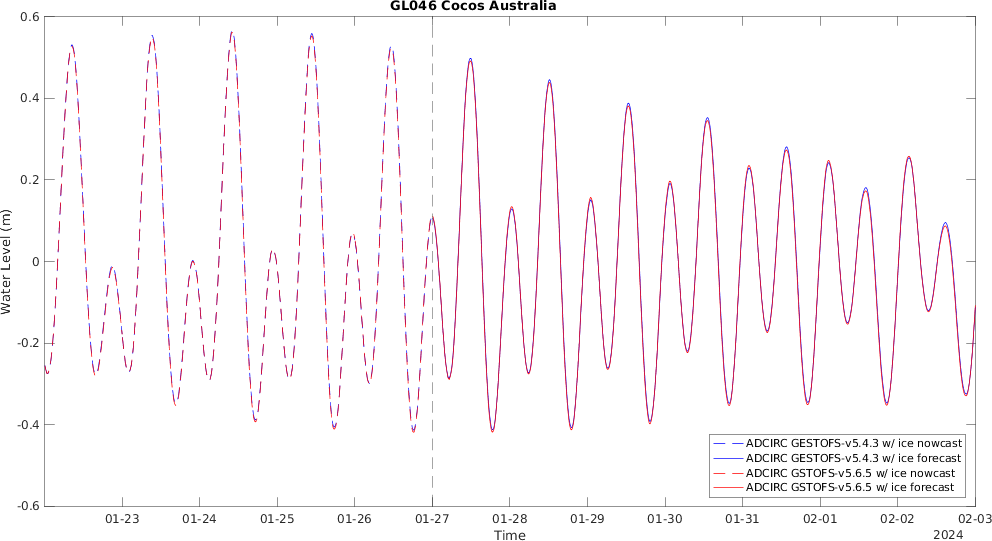 GL046 Cocos Australia
0.6
0.4
0.2
0
-0.2
-0.4
-0.6
Water Level (m)
ADCIRC GESTOFS-v5.4.3 w/ ice nowcast
ADCIRC GESTOFS-v5.4.3 w/ ice forecast
ADCIRC GSTOFS-v5.6.5 w/ ice nowcast
ADCIRC GSTOFS-v5.6.5 w/ ice forecast
01-23 01-24 01-25 01-26 01-27 01-28 01-29 01-30 01-31 02-01 02-02 02-03
Time
2024